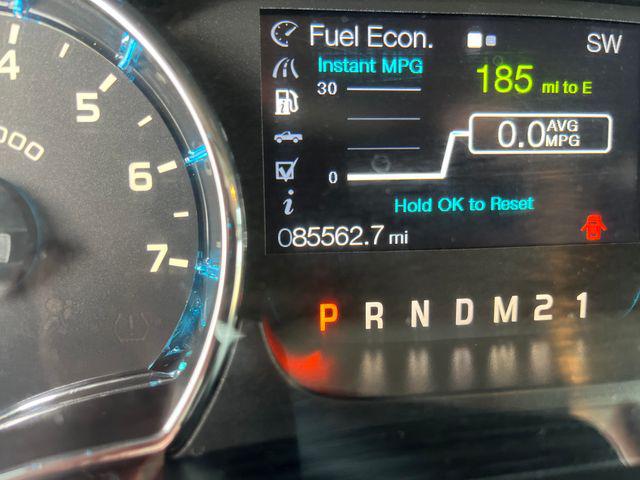 Fuel Econ.
SW
Instant MPG
30
185 mi to E
0.0 AVG MPG
0
Hold OK to Reset
085562.7 mi
P R N D M 2 1
4
5
6
7
000
i